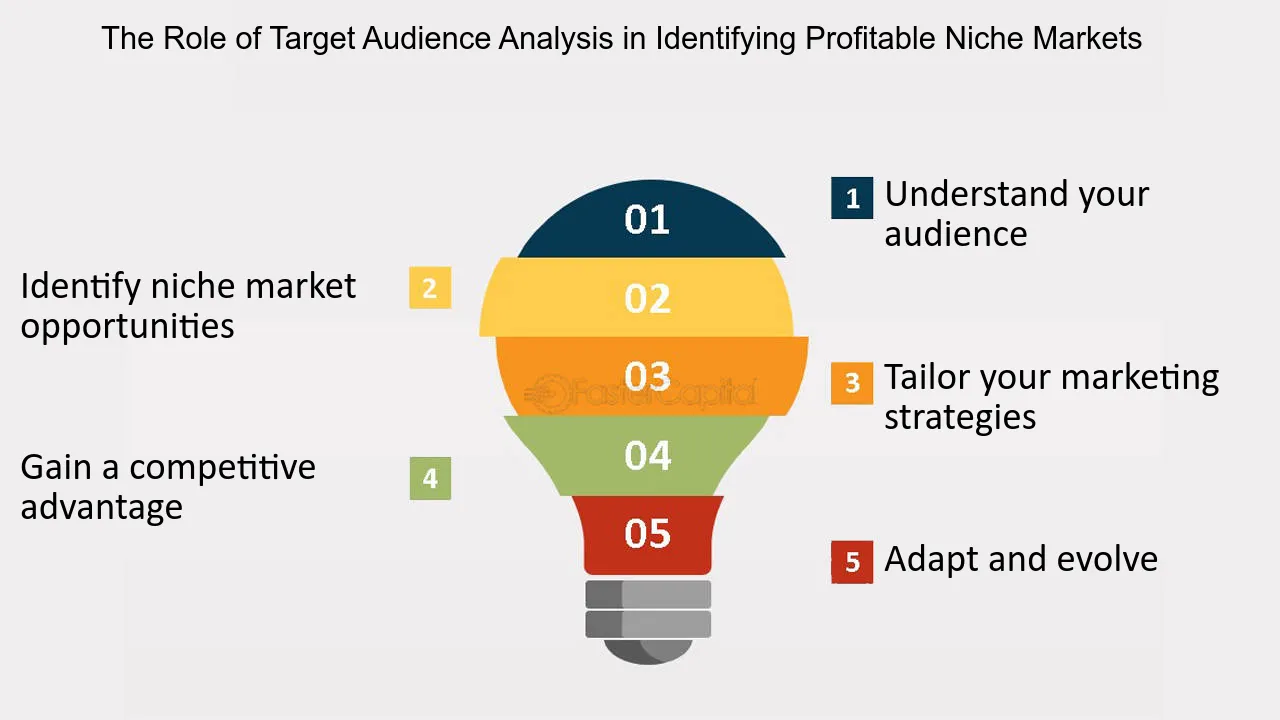 The Role of Target Audience Analysis in Identifying Profitable Niche Markets
01
1
Understand your
audience
Identify niche market
opportunities
2
02
03
FasterCapital
3
Tailor your marketing
strategies
Gain a competitive
advantage
4
04
05
5
Adapt and evolve